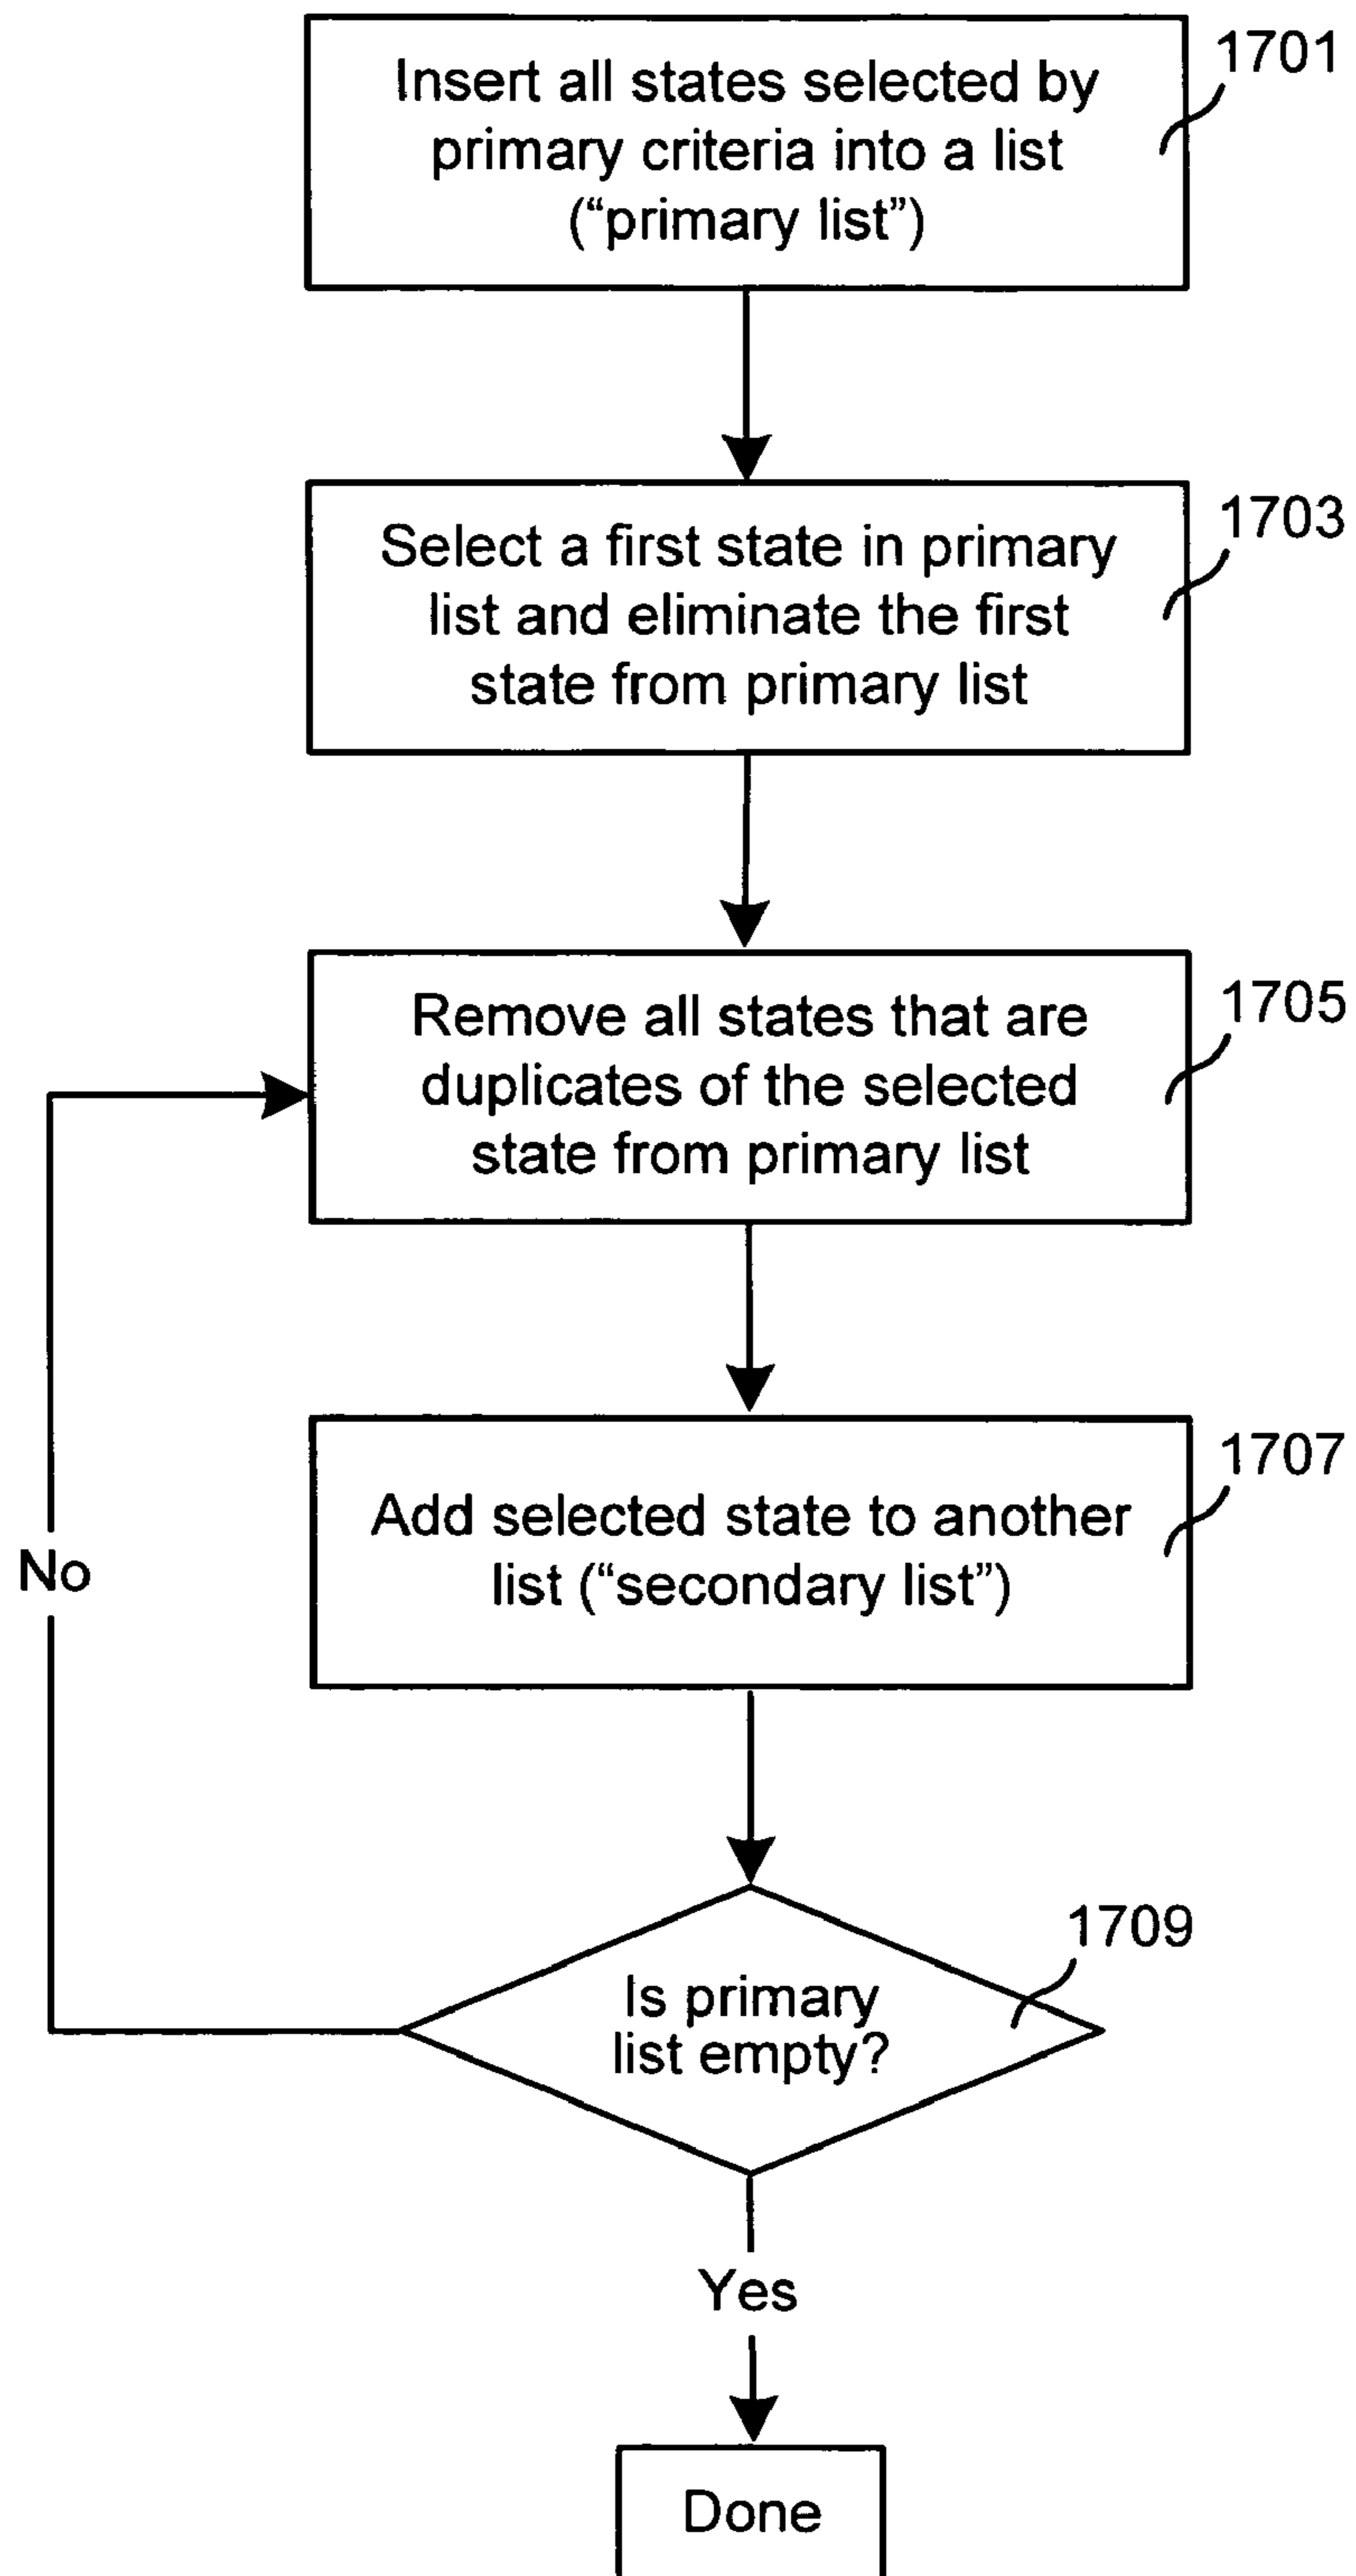 1701
Insert all states selected by
primary criteria into a list
(“primary list”)
1703
Select a first state in primary
list and eliminate the first
state from primary list
1705
Remove all states that are
duplicates of the selected
state from primary list
1707
Add selected state to another
list (“secondary list”)
No
1709
Is primary
list empty?
Yes
Done